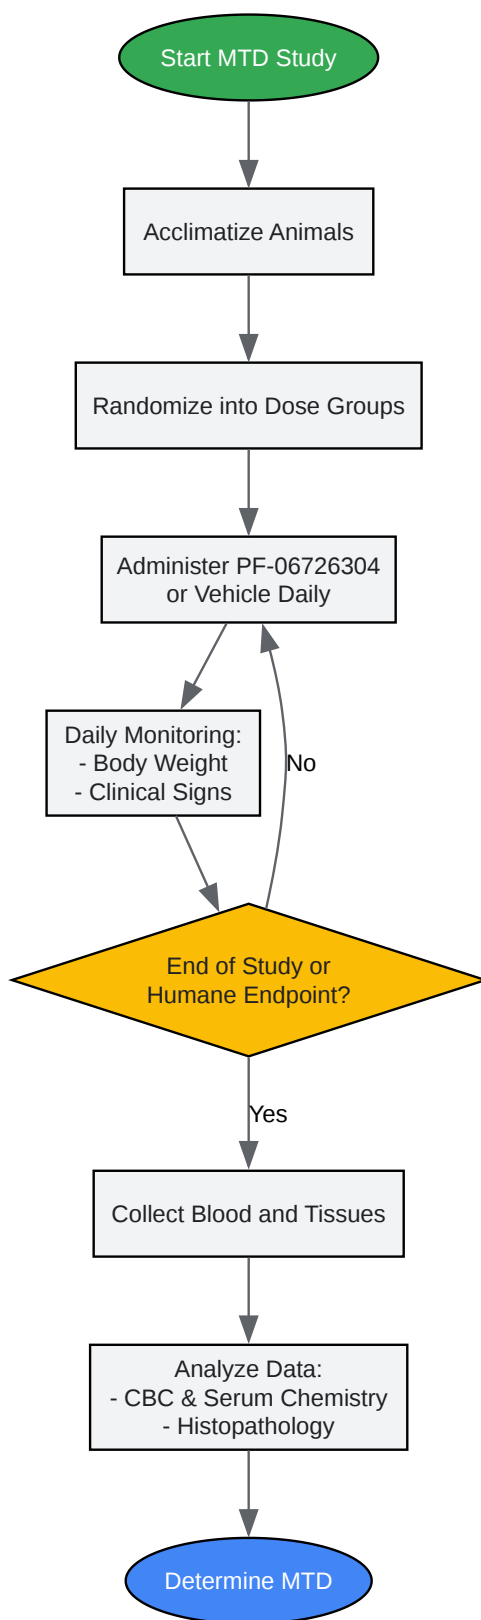 Start MTD Study
Acclimatize Animals
Randomize into Dose Groups
Administer PF-06726304
or Vehicle Daily
Daily Monitoring:
- Body Weight
- Clinical Signs
No
End of Study or
Humane Endpoint?
Yes
Collect Blood and Tissues
Analyze Data:
- CBC & Serum Chemistry
- Histopathology
Determine MTD